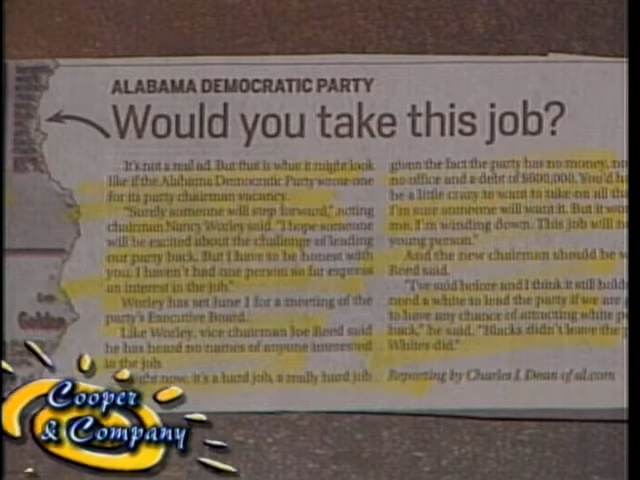 ALABAMA DEMOCRATIC PARTY
Would you take this job?
It's not a real ad. But that is what it might look
like if the Alabama Democratic Party wrote one
for its party chairman vacancy.
"Surely someone will step forward," acting
chairman Nancy Worley said. "I hope someone
will be excited about the challenge of leading
our party back. But I have to be honest with
you. I haven't had one person so far express
an interest in the job."
Worley has set June 1 for a meeting of the
party's Executive Board.
Like Worley, vice chairman Joe Reed said
he has heard no names of anyone interested
in the job.
now, it's a hard job, a really hard job
given the fact the party has no money, no
no office and a debt of $600,000. You'd
be a little crazy to want to take on all
I'm sure someone will want it. But it
me. I'm winding down. This job will
young person."
And the new chairman should be
Reed said.
"I've said before and I think it still
need a white to lead the party if we are
to have any chance of attracting white
back," he said. "Blacks didn't leave the
Whites did."
Reporting by Charles J. Dean of al.com
Cooper
& Company